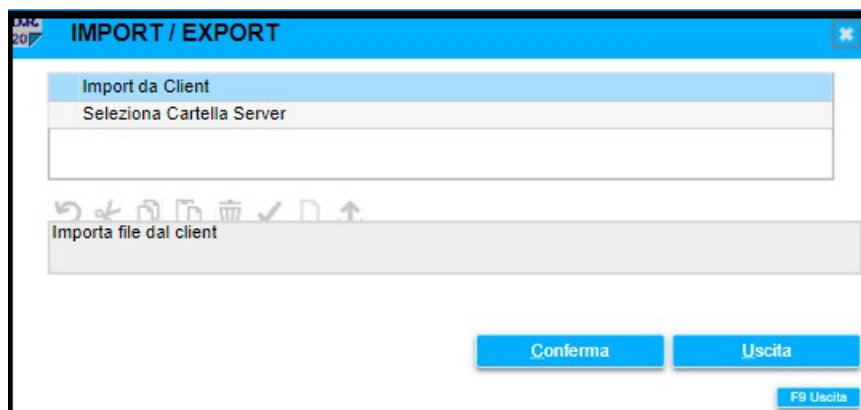 IMPORT / EXPORT
Import da Client
Seleziona Cartella Server
Importa file dal client
Conferma
Uscita
F9 Uscita